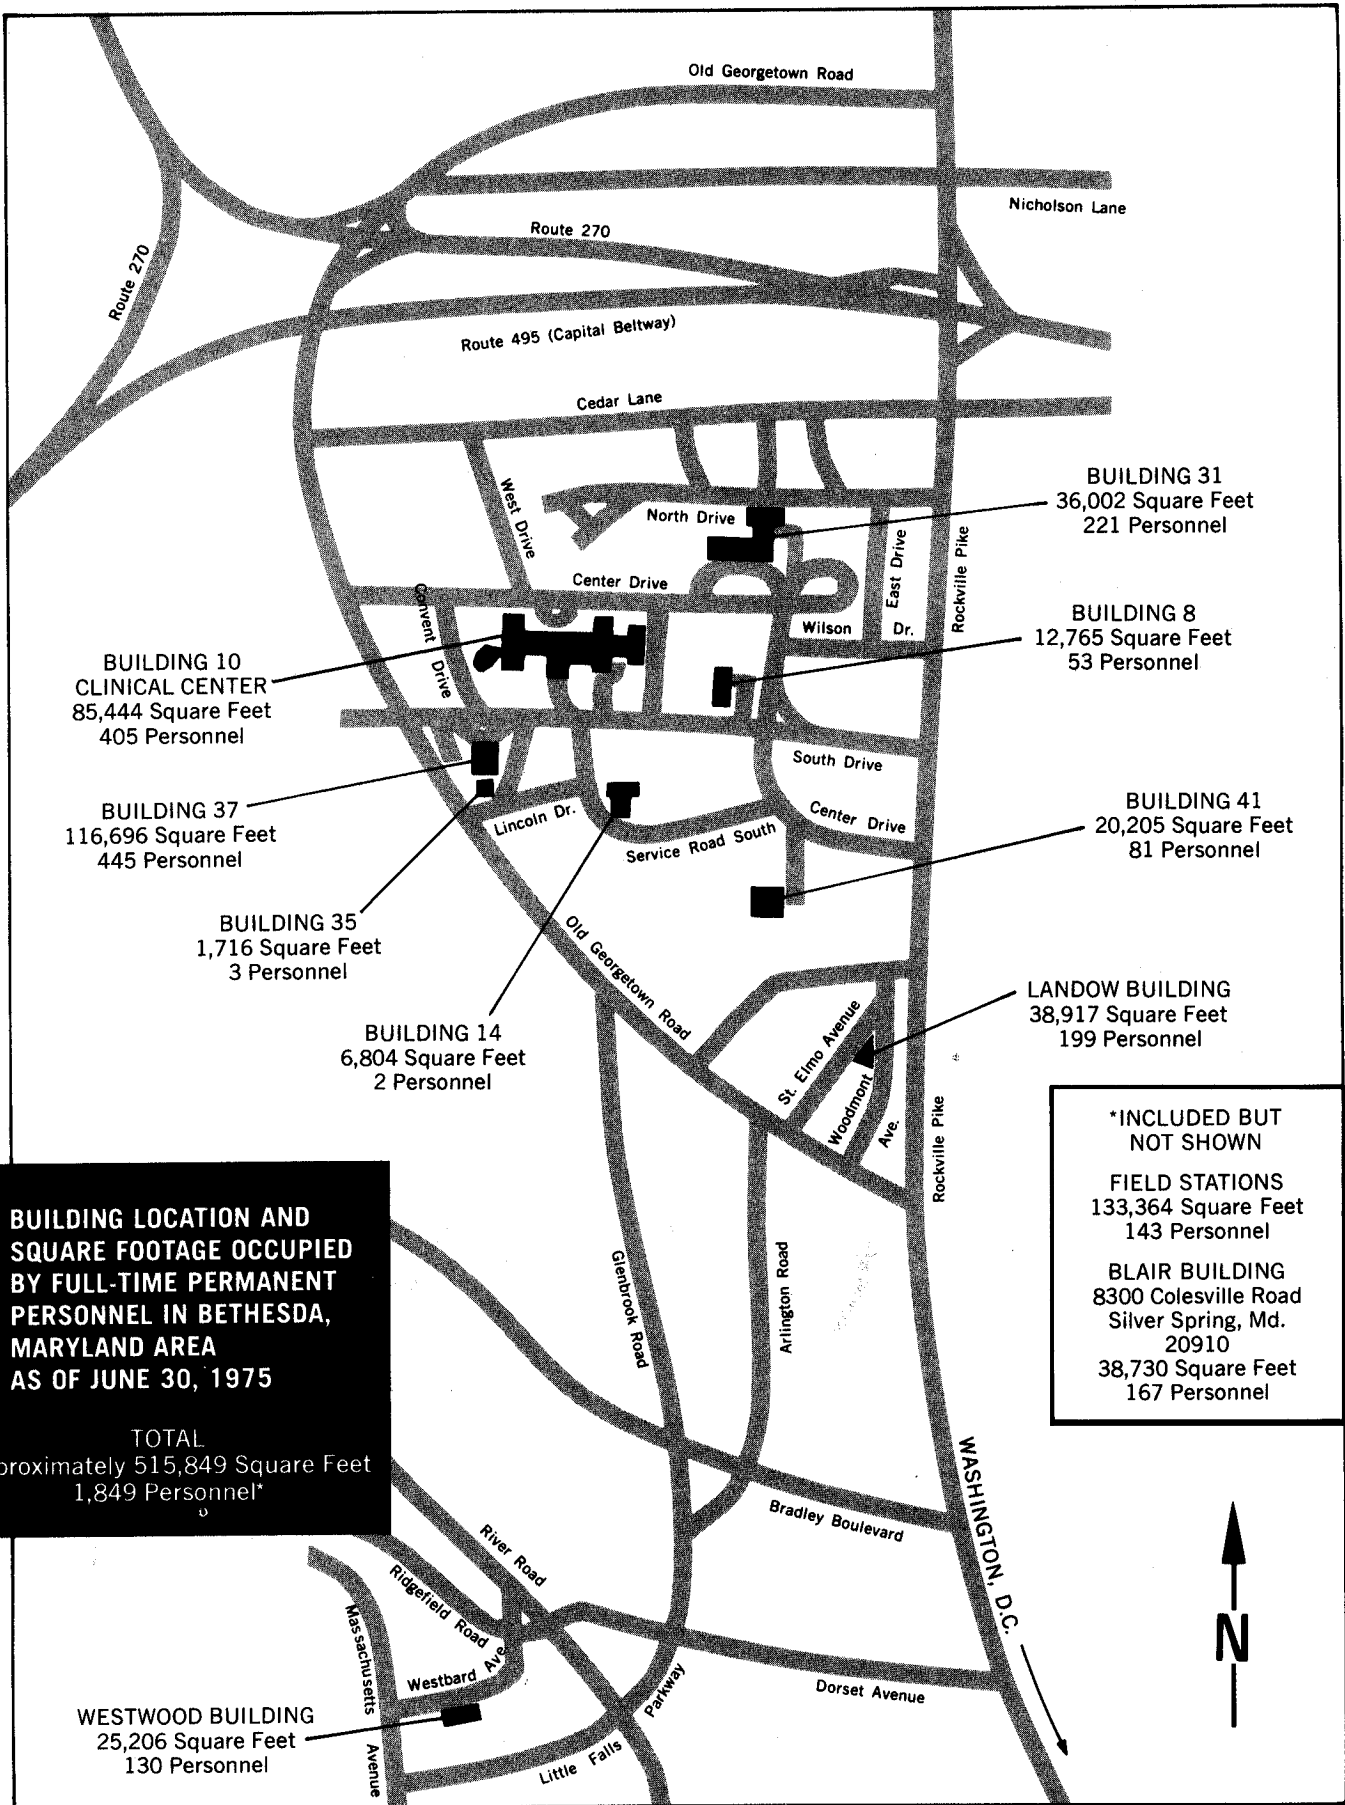 Old Georgetown Road
Nicholson Lane
Route 270
Route 270
Route 495 (Capital Beltway)
Cedar Lane
West Drive
North Drive
East Drive
Rockville Pike
BUILDING 31
36,002 Square Feet
221 Personnel
Center Drive
Convent Drive
Wilson Dr.
BUILDING 8
12,765 Square Feet
53 Personnel
BUILDING 10
CLINICAL CENTER
85,444 Square Feet
405 Personnel
South Drive
BUILDING 37
116,696 Square Feet
445 Personnel
Lincoln Dr.
Service Road South
Center Drive
BUILDING 41
20,205 Square Feet
81 Personnel
BUILDING 35
1,716 Square Feet
3 Personnel
Old Georgetown Road
BUILDING 14
6,804 Square Feet
2 Personnel
St. Elmo Avenue
Woodmont Ave.
LANDOW BUILDING
38,917 Square Feet
199 Personnel
Rockville Pike
*INCLUDED BUT
NOT SHOWN
FIELD STATIONS
133,364 Square Feet
143 Personnel
BLAIR BUILDING
8300 Colesville Road
Silver Spring, Md.
20910
38,730 Square Feet
167 Personnel
BUILDING LOCATION AND
SQUARE FOOTAGE OCCUPIED
BY FULL-TIME PERMANENT
PERSONNEL IN BETHESDA,
MARYLAND AREA
AS OF JUNE 30, 1975
TOTAL
proximately 515,849 Square Feet
1,849 Personnel*
Glenbrook Road
Arlington Road
Bradley Boulevard
WASHINGTON, D.C.
River Road
Ridgefield Road
Massachusetts Avenue
Westbard Ave
Dorset Avenue
Little Falls Parkway
WESTWOOD BUILDING
25,206 Square Feet
130 Personnel
N